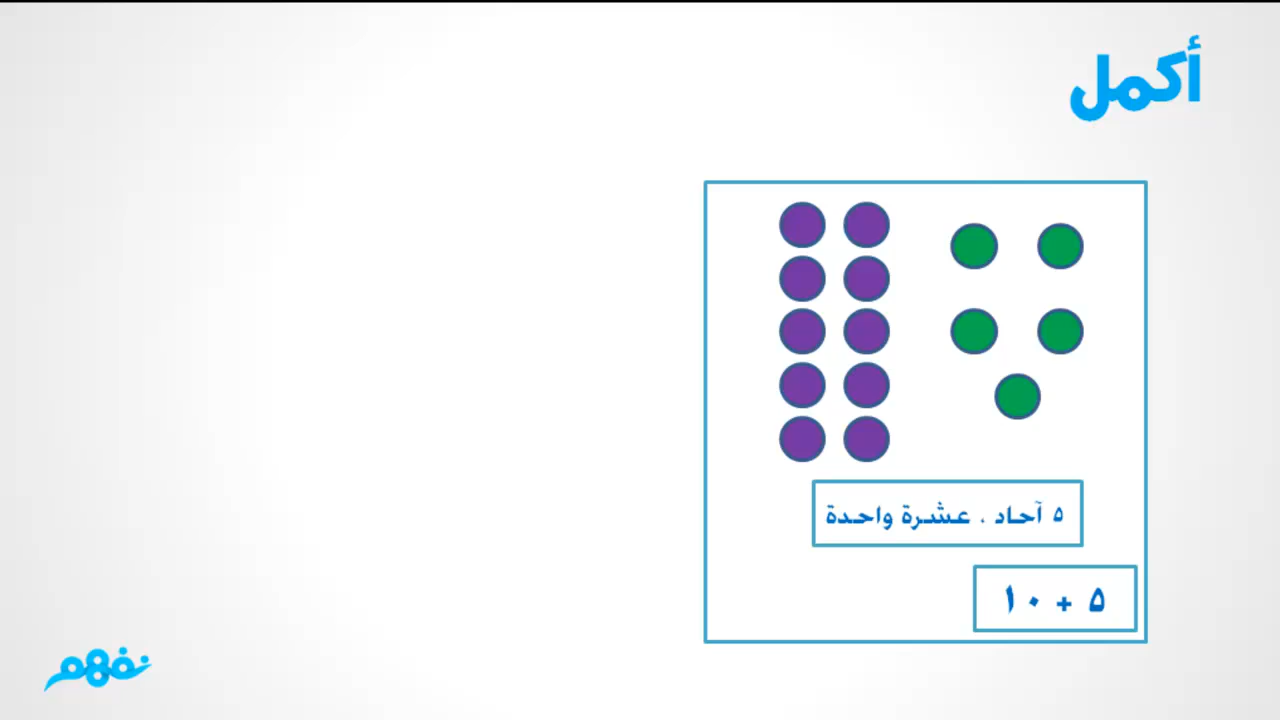 أكمل
٥ آحاد ، عشرة واحدة
٥ + ١٠
نفهم